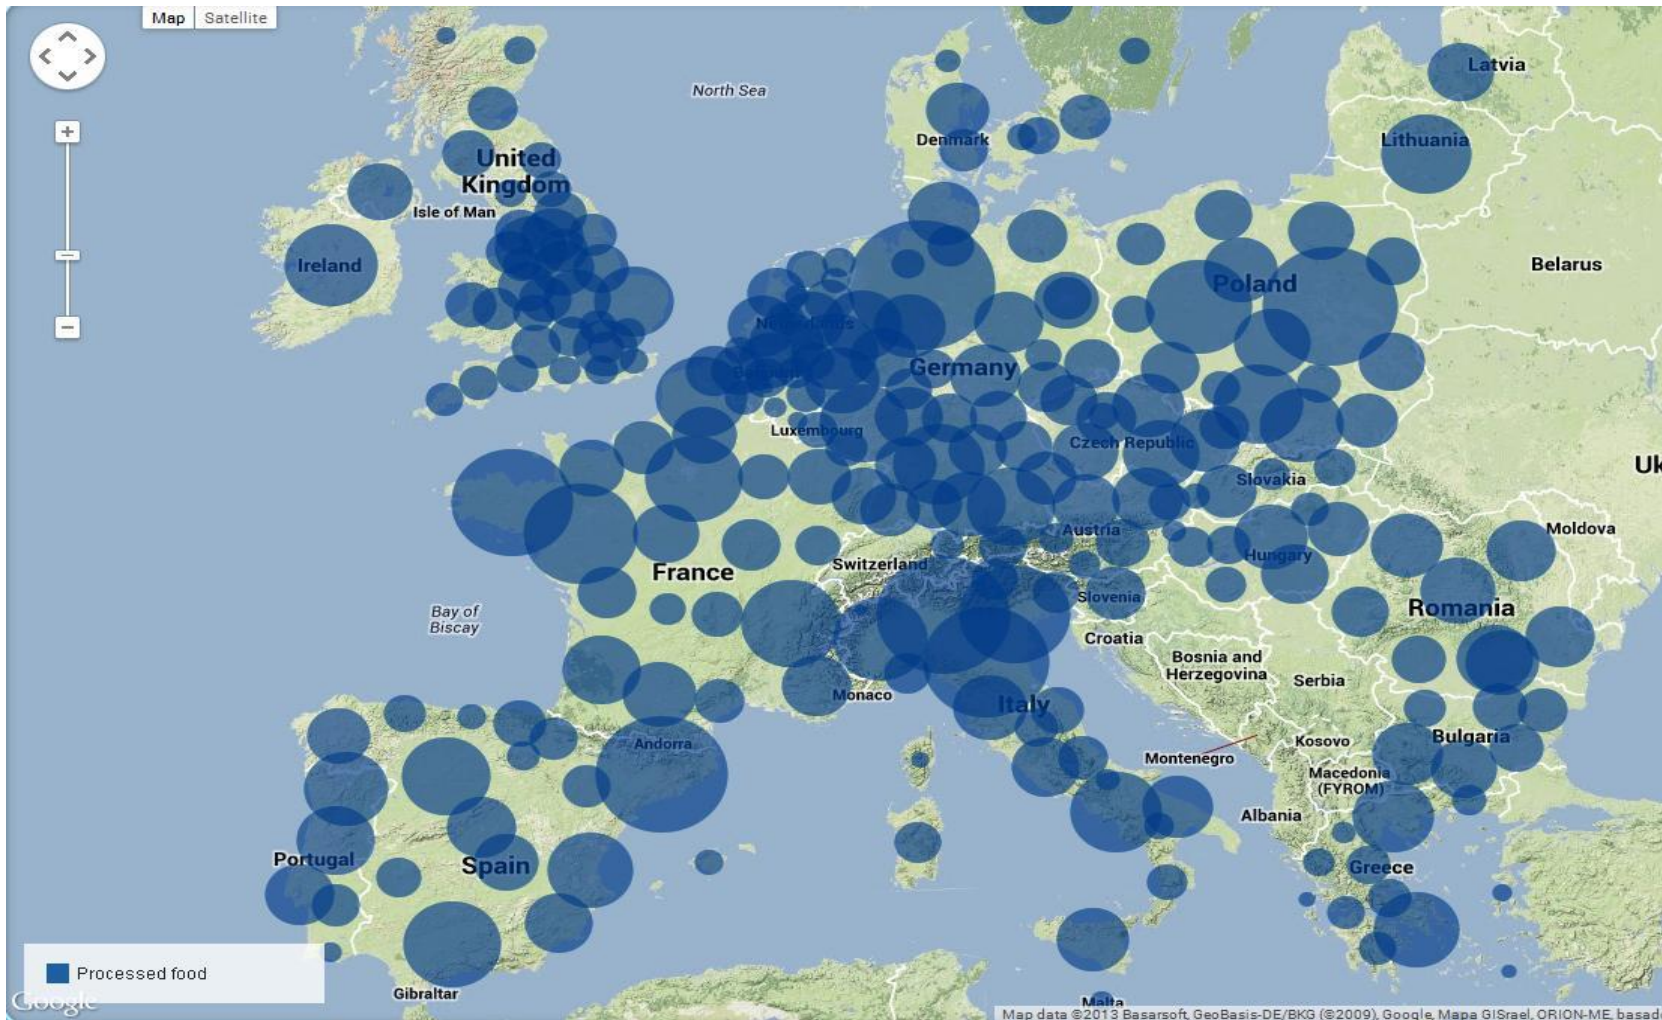 Map Satellite
North Sea
Latvia
Lithuania
Denmark
United
Kingdom
Isle of Man
Ireland
Belarus
Poland
Netherlands
Germany
Belgium
Luxembourg
Czech Republic
Uk
Slovakia
Moldova
Austria
Hungary
Switzerland
France
Slovenia
Romania
Bay of
Biscay
Croatia
Bosnia and
Herzegovina
Serbia
Monaco
Italy
Andorra
Kosovo
Bulgaria
Montenegro
Macedonia
(FYROM)
Albania
Portugal
Spain
Greece
Processed food
Gibraltar
Google
Malta
Map data ©2013 Basarsoft, GeoBasis-DE/BKG (©2009), Google, Mapa GISrael, ORION-ME, basad